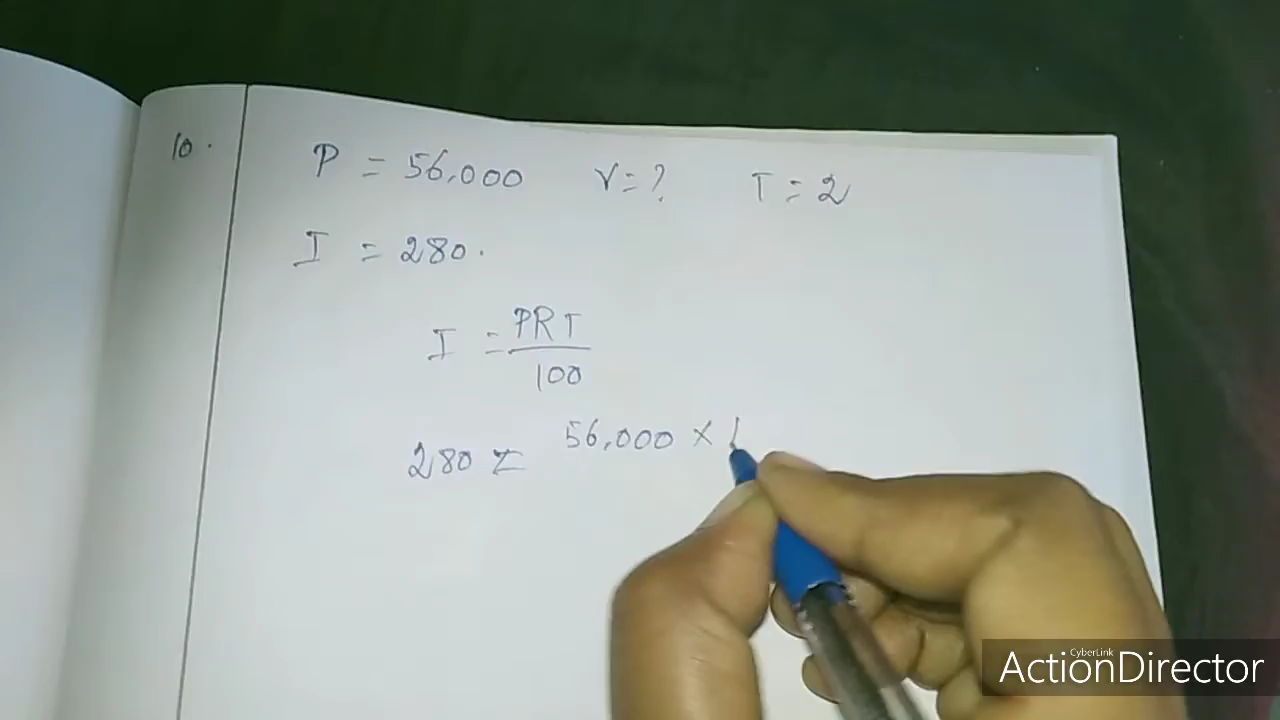 10. P = 56,000 r = ? T = 2
I = 280.
I = PRT
100
280 = 56,000 ×
CyberLink
ActionDirector